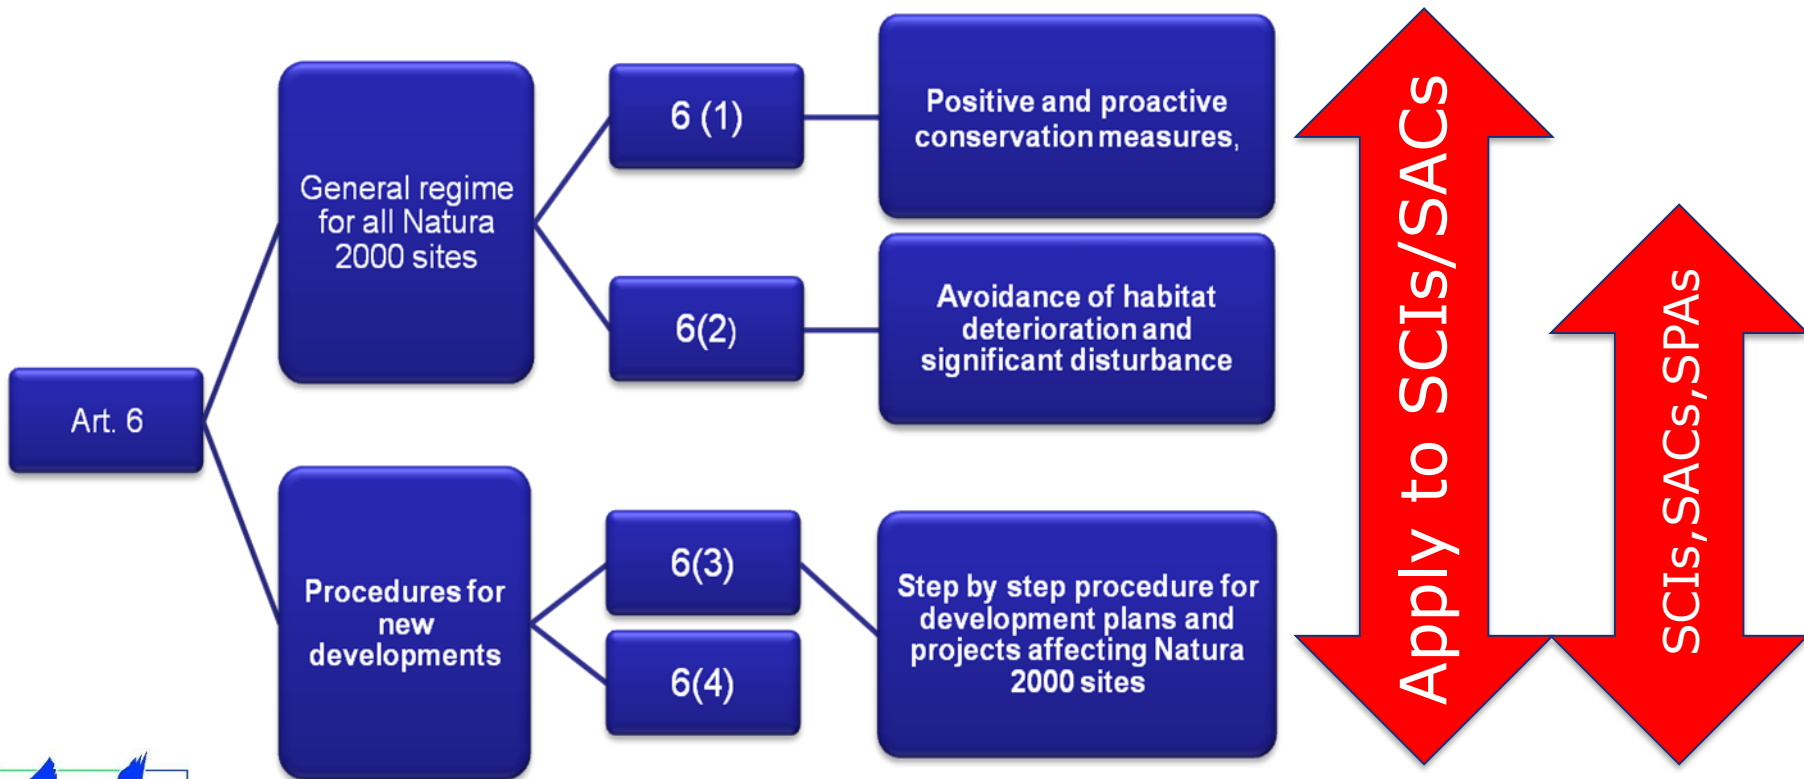 Art. 6
General regime
for all Natura
2000 sites
6 (1)
Positive and proactive
conservation measures,
6(2)
Avoidance of habitat
deterioration and
significant disturbance
Procedures for
new
developments
6(3)
6(4)
Step by step procedure for
development plans and
projects affecting Natura
2000 sites
Apply to SCIs/SACs
SCIs,SACs,SPAs